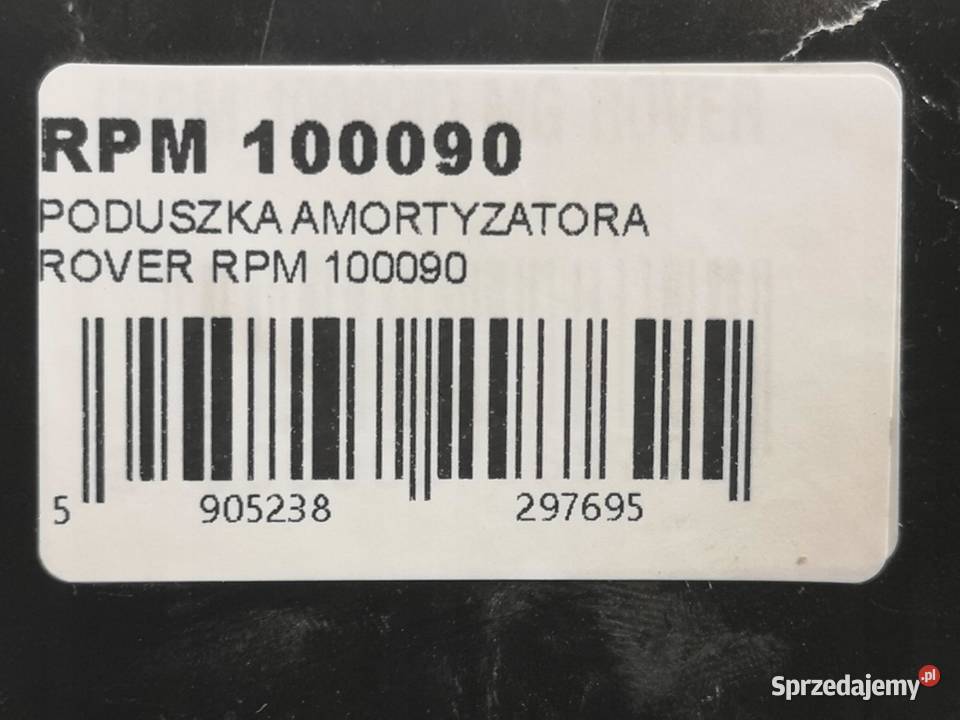 RPM 100090
PODUSZKA AMORTYZATORA
ROVER RPM 100090
5 905238 297695
Sprzedajemy.pl